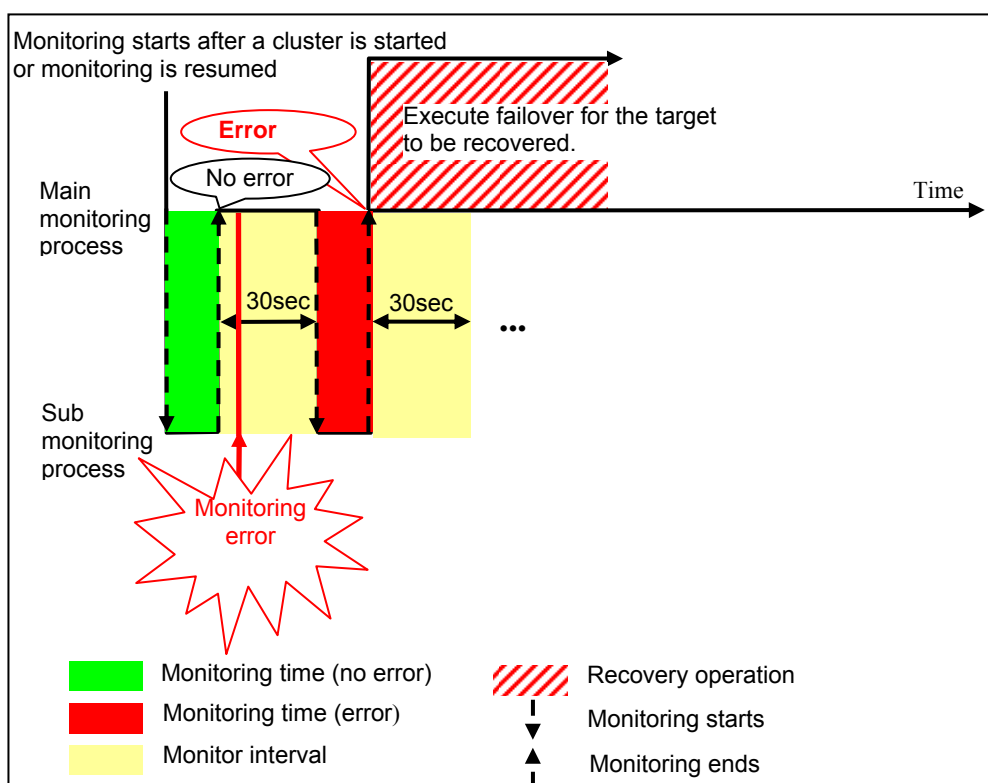 Monitoring starts after a cluster is started
or monitoring is resumed
Error
No error
Execute failover for the target
to be recovered.
Main
monitoring
process
Time
30sec
30sec
...
Sub
monitoring
process
Monitoring
error
Monitoring time (no error)
Monitoring time (error)
Monitor interval
Recovery operation
Monitoring starts
Monitoring ends